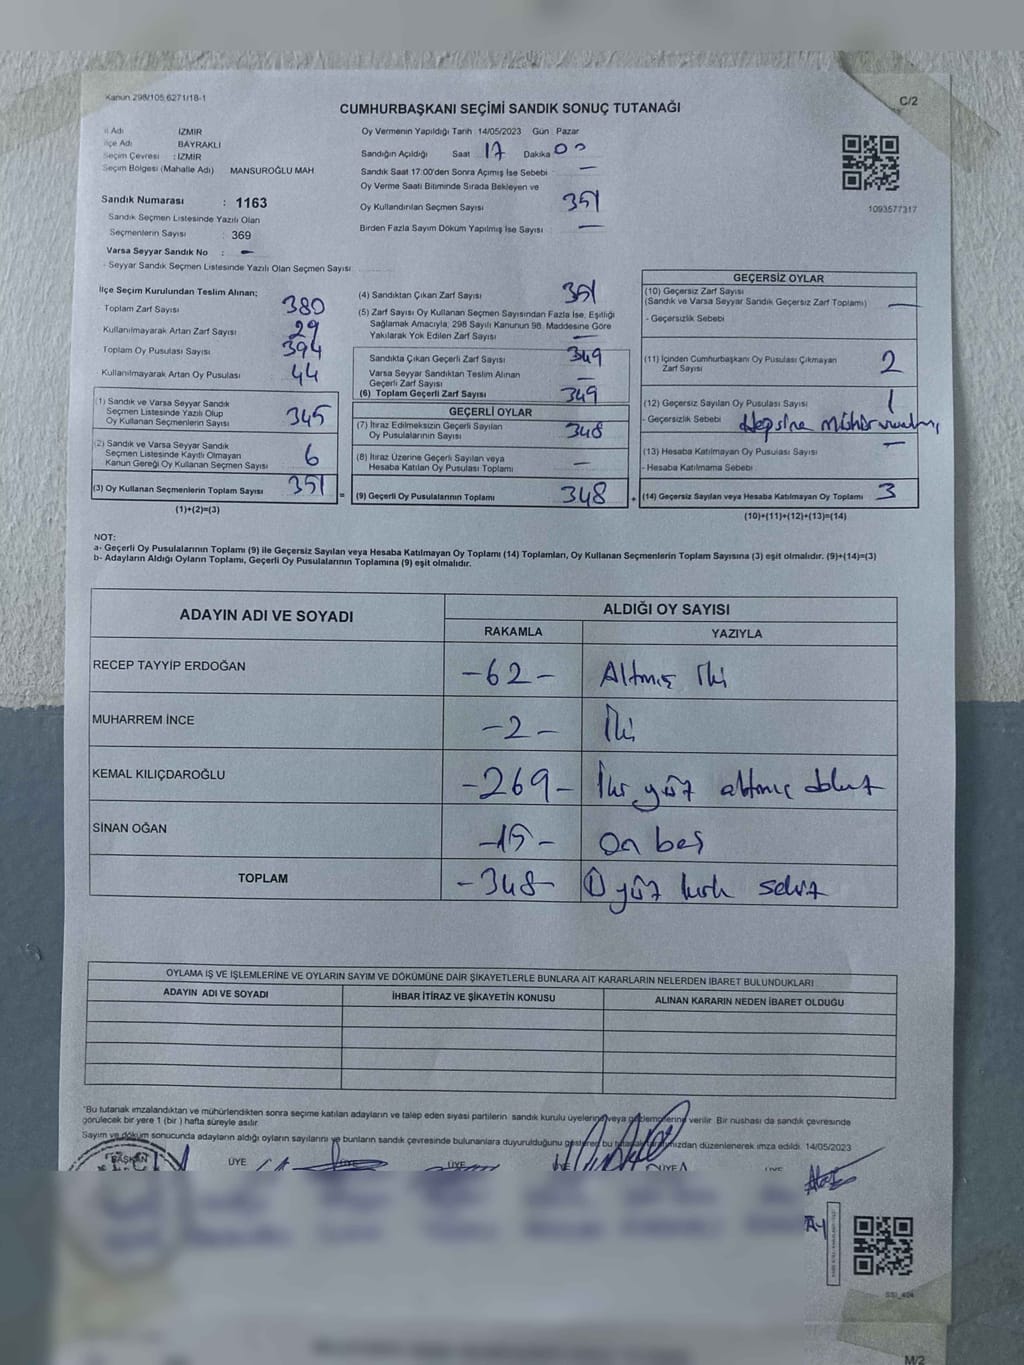 Kanun 298/105;6271/18-1
C/2
CUMHURBAŞKANI SEÇİMİ SANDIK SONUÇ TUTANAĞI
İl Adı İZMİR
İlçe Adı BAYRAKLI
Seçim Çevresi : İZMİR
Seçim Bölgesi (Mahalle Adı) MANSUROĞLU MAH
Sandık Numarası : 1163
Sandık Seçmen Listesinde Yazılı Olan
Seçmenlerin Sayısı : 369
Varsa Seyyar Sandık No : -
- Seyyar Sandık Seçmen Listesinde Yazılı Olan Seçmen Sayısı
Oy Vermenin Yapıldığı Tarih : 14/05/2023 Gün : Pazar
Sandığın Açıldığı Saat 17 Dakika 00
Sandık Saat 17:00'den Sonra Açımış İse Sebebi —
Oy Verme Saati Bitiminde Sırada Bekleyen ve
Oy Kullandırılan Seçmen Sayısı 351
Birden Fazla Sayım Döküm Yapılmış İse Sayısı —
1093577317
İlçe Seçim Kurulundan Teslim Alınan;
Toplam Zarf Sayısı 380
Kullanılmayarak Artan Zarf Sayısı 29
Toplam Oy Pusulası Sayısı 394
Kullanılmayarak Artan Oy Pusulası 44
(1) Sandık ve Varsa Seyyar Sandık
Seçmen Listesinde Yazılı Olup
Oy Kullanan Seçmenlerin Sayısı 345
(2) Sandık ve Varsa Seyyar Sandık
Seçmen Listesinde Kayıtlı Olmayan
Kanun Gereği Oy Kullanan Seçmen Sayısı 6
(3) Oy Kullanan Seçmenlerin Toplam Sayısı 351
(1)+(2)=(3)
(4) Sandıktan Çıkan Zarf Sayısı 351
(5) Zarf Sayısı Oy Kullanan Seçmen Sayısından Fazla İse, Eşitliği
Sağlamak Amacıyla, 298 Sayılı Kanunun 98. Maddesine Göre
Yakılarak Yok Edilen Zarf Sayısı —
Sandıkta Çıkan Geçerli Zarf Sayısı 349
Varsa Seyyar Sandıktan Teslim Alınan
Geçerli Zarf Sayısı —
(6) Toplam Geçerli Zarf Sayısı 349
GEÇERLİ OYLAR
(7) İtiraz Edilmeksizin Geçerli Sayılan
Oy Pusulalarının Sayısı 348
(8) İtiraz Üzerine Geçerli Sayılan veya
Hesaba Katılan Oy Pusulası Toplamı —
= (9) Geçerli Oy Pusulalarının Toplamı 348
GEÇERSİZ OYLAR
(10) Geçersiz Zarf Sayısı
(Sandık ve Varsa Seyyar Sandık Geçersiz Zarf Toplamı) —
- Geçersizlik Sebebi
(11) İçinden Cumhurbaşkanı Oy Pusulası Çıkmayan
Zarf Sayısı 2
(12) Geçersiz Sayılan Oy Pusulası Sayısı 1
- Geçersizlik Sebebi Hepsine
(13) Hesaba Katılmayan Oy Pusulası Sayısı —
- Hesaba Katılmama Sebebi
+ (14) Geçersiz Sayılan veya Hesaba Katılmayan Oy Toplamı 3
(10)+(11)+(12)+(13)=(14)
NOT:
a- Geçerli Oy Pusulalarının Toplamı (9) ile Geçersiz Sayılan veya Hesaba Katılmayan Oy Toplamı (14) Toplamları, Oy Kullanan Seçmenlerin Toplam Sayısına (3) eşit olmalıdır. (9)+(14)=(3)
b- Adayların Aldığı Oyların Toplamı, Geçerli Oy Pusulalarının Toplamına (9) eşit olmalıdır.
ADAYIN ADI VE SOYADI ALDIĞI OY SAYISI
RAKAMLA YAZIYLA
RECEP TAYYİP ERDOĞAN -62- Altmış İki
MUHARREM İNCE -2- İki
KEMAL KILIÇDAROĞLU -269- İki yüz altmış dokuz
SİNAN OĞAN -15- On beş
TOPLAM -348- Üç yüz kırk sekiz
OYLAMA İŞ VE İŞLEMLERİNE VE OYLARIN SAYIM VE DÖKÜMÜNE DAİR ŞİKAYETLERLE BUNLARA AİT KARARLARIN NELERDEN İBARET BULUNDUKLARI
ADAYIN ADI VE SOYADI İHBAR İTİRAZ VE ŞİKAYETİN KONUSU ALINAN KARARIN NEDEN İBARET OLDUĞU
*Bu tutanak imzalandıktan ve mühürlendikten sonra seçime katılan adayların ve talep eden siyasi partilerin sandık kurulu üyelerine veya gözlemcilerine verilir. Bir nushası da sandık çevresinde
görülecek bir yere 1 (bir) hafta süreyle asılır.
Sayım ve döküm sonucunda adayların aldığı oyların sayılarını ve bunların sandık çevresinde bulunanlara duyurulduğunu gösteren bu düzenlenerek imza edildi. 14/05/2023
BAŞKAN ÜYE ÜYE ÜYE ÜYE ÜYE ÜYE
A-1
SSI_404
M/2